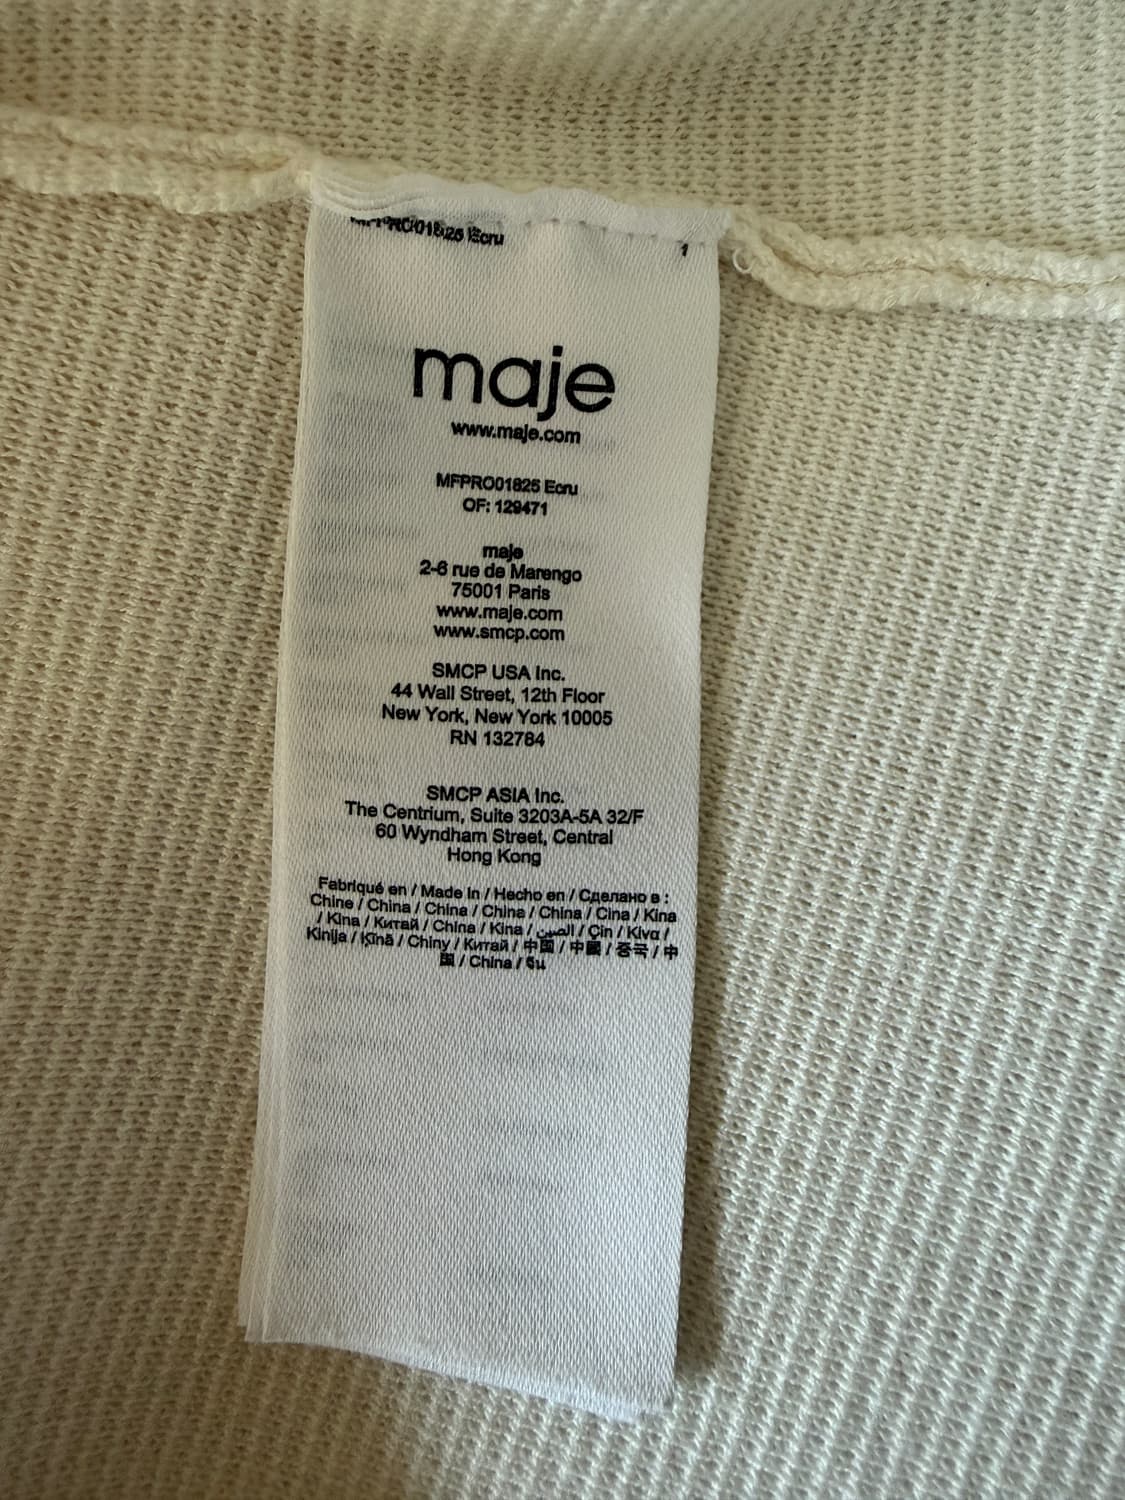 MFPRO01825 Ecru
1
maje
www.maje.com
MFPRO01825 Ecru
OF: 129471
maje
2-6 rue de Marengo
75001 Paris
www.maje.com
www.smcp.com
SMCP USA Inc.
44 Wall Street, 12th Floor
New York, New York 10005
RN 132784
SMCP ASIA Inc.
The Centrium, Suite 3203A-5A 32/F
60 Wyndham Street, Central
Hong Kong
Fabriqué en / Made In / Hecho en / Сделано в :
Chine / China / China / China / China / Cina / Kina
/ Kina / Китай / China / Kina / الصين / Çin / Κίνα /
Kinija / Ķīnā / Chiny / Китай / 中国 / 中國 / 중국 / 中
国 / China / จีน